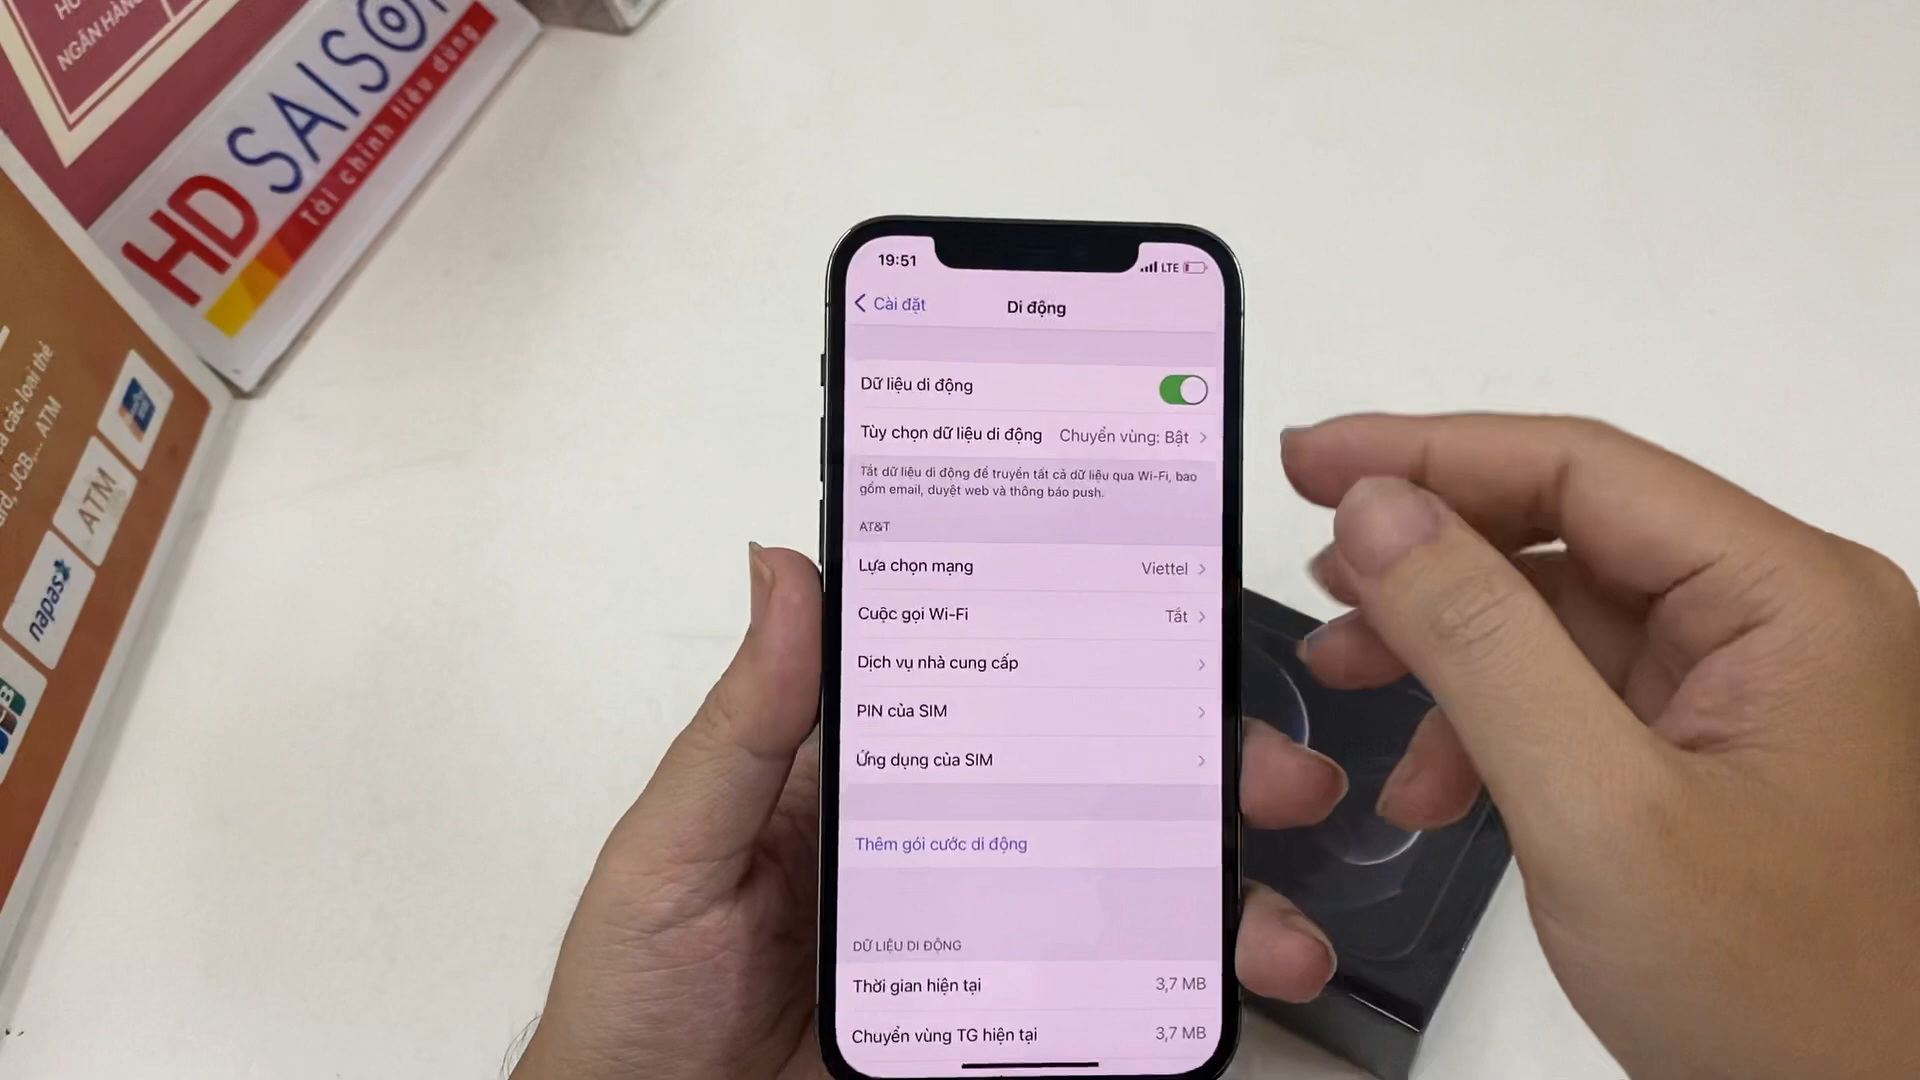 NGÂN HÀNG
HD SAISON
Tài chính tiêu dùng
các loại thẻ
JCB,... ATM
ATM
napas
19:51
LTE
Cài đặt
Di động
Dữ liệu di động
Tùy chọn dữ liệu di động Chuyển vùng: Bật
Tắt dữ liệu di động để truyền tất cả dữ liệu qua Wi-Fi, bao
gồm email, duyệt web và thông báo push.
AT&T
Lựa chọn mạng Viettel
Cuộc gọi Wi-Fi Tắt
Dịch vụ nhà cung cấp
PIN của SIM
Ứng dụng của SIM
Thêm gói cước di động
DỮ LIỆU DI ĐỘNG
Thời gian hiện tại 3,7 MB
Chuyển vùng TG hiện tại 3,7 MB